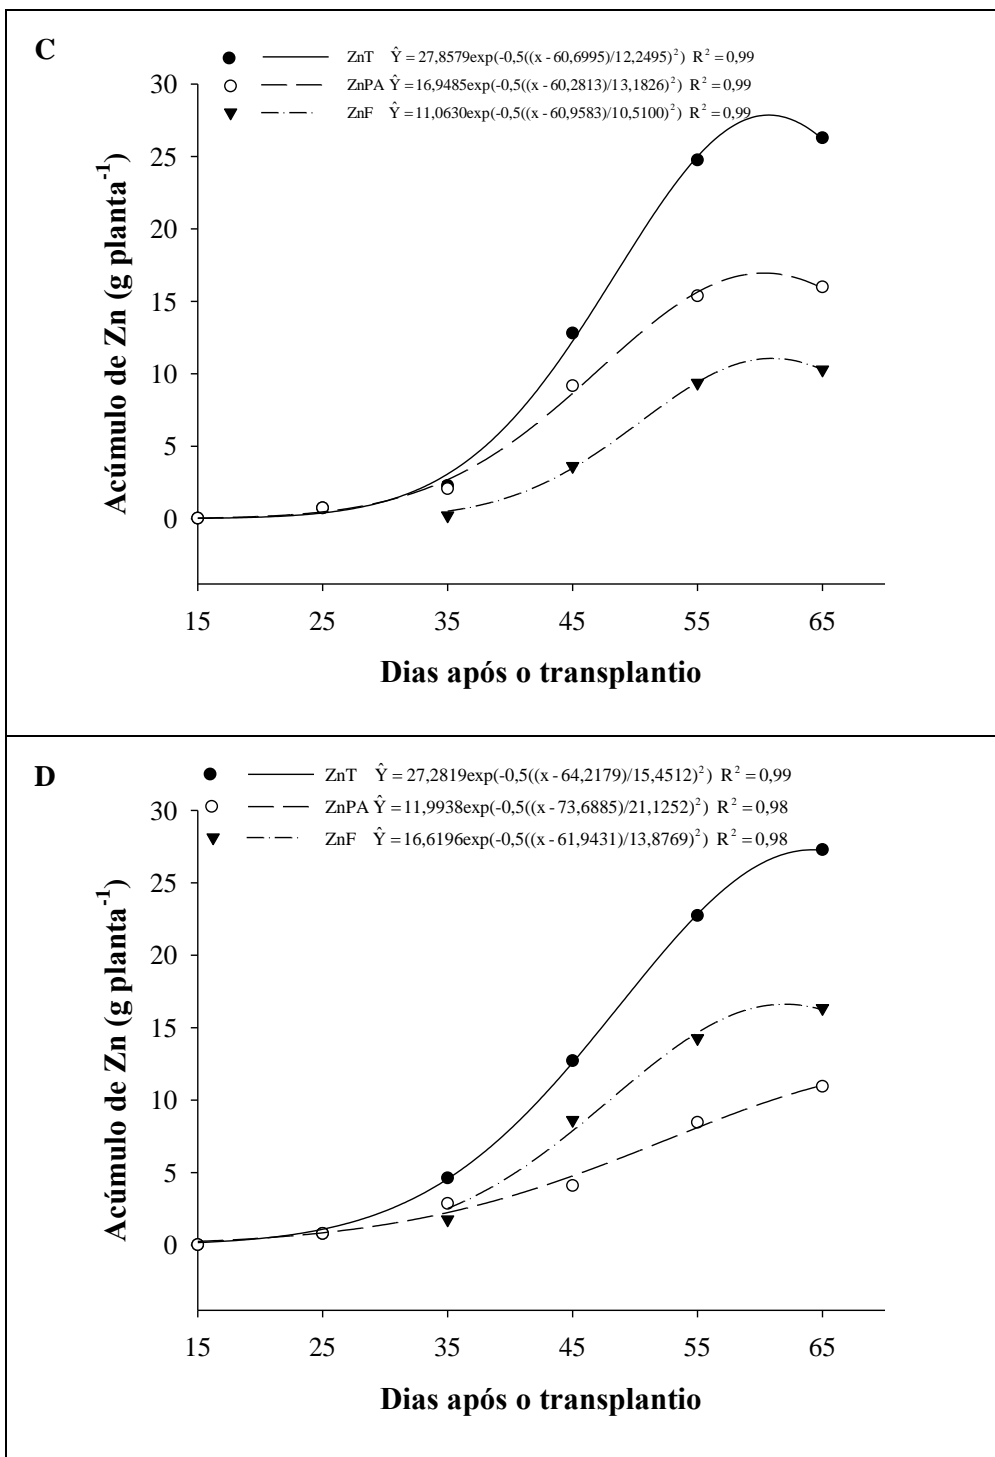 C
ZnT Ŷ = 27,8579exp(-0,5((x - 60,6995)/12,2495)²) R² = 0,99
ZnPA Ŷ = 16,9485exp(-0,5((x - 60,2813)/13,1826)²) R² = 0,99
ZnF Ŷ = 11,0630exp(-0,5((x - 60,9583)/10,5100)²) R² = 0,99
Acúmulo de Zn (g planta⁻¹)
30
25
20
15
10
5
0
15 25 35 45 55 65
Dias após o transplantio
D
ZnT Ŷ = 27,2819exp(-0,5((x - 64,2179)/15,4512)²) R² = 0,99
ZnPA Ŷ = 11,9938exp(-0,5((x - 73,6885)/21,1252)²) R² = 0,98
ZnF Ŷ = 16,6196exp(-0,5((x - 61,9431)/13,8769)²) R² = 0,98
Acúmulo de Zn (g planta⁻¹)
30
25
20
15
10
5
0
15 25 35 45 55 65
Dias após o transplantio